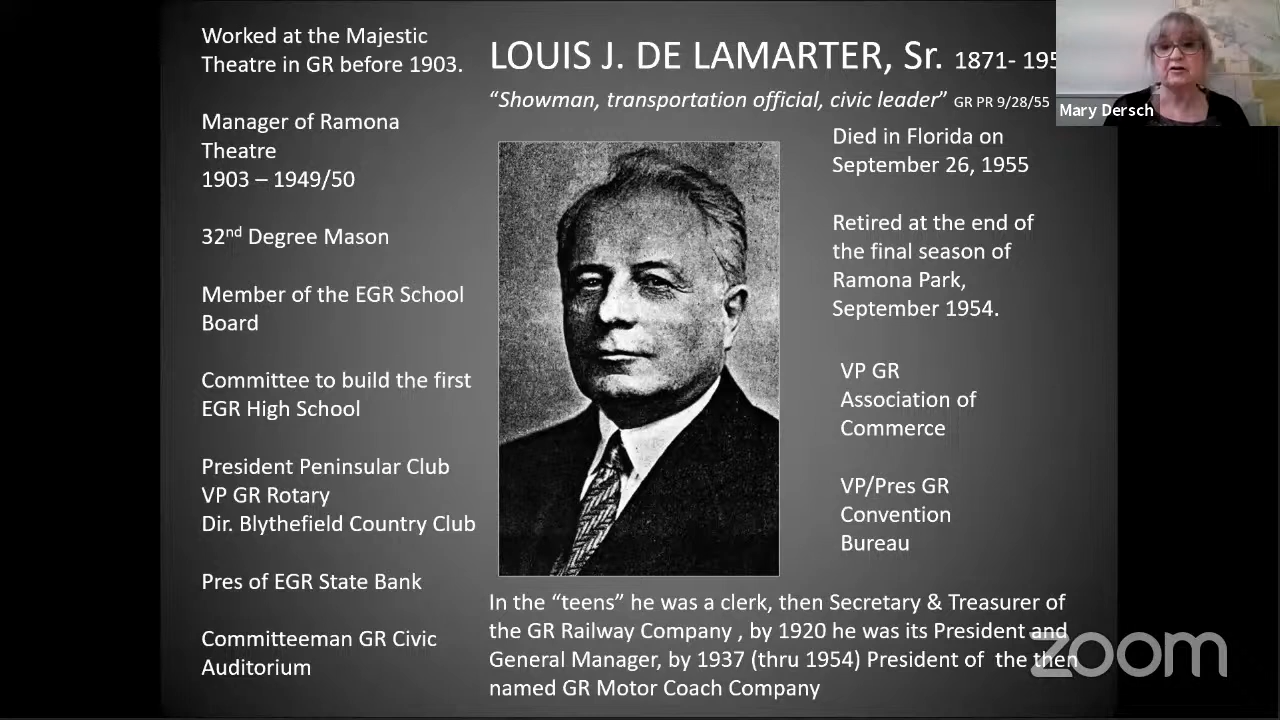 Worked at the Majestic
Theatre in GR before 1903.
Manager of Ramona
Theatre
1903 – 1949/50
32nd Degree Mason
Member of the EGR School
Board
Committee to build the first
EGR High School
President Peninsular Club
VP GR Rotary
Dir. Blythefield Country Club
Pres of EGR State Bank
Committeeman GR Civic
Auditorium
LOUIS J. DE LAMARTER, Sr. 1871- 195
“Showman, transportation official, civic leader” GR PR 9/28/55
Died in Florida on
September 26, 1955
Retired at the end of
the final season of
Ramona Park,
September 1954.
VP GR
Association of
Commerce
VP/Pres GR
Convention
Bureau
In the “teens” he was a clerk, then Secretary & Treasurer of
the GR Railway Company , by 1920 he was its President and
General Manager, by 1937 (thru 1954) President of the then
named GR Motor Coach Company
Mary Dersch
zoom